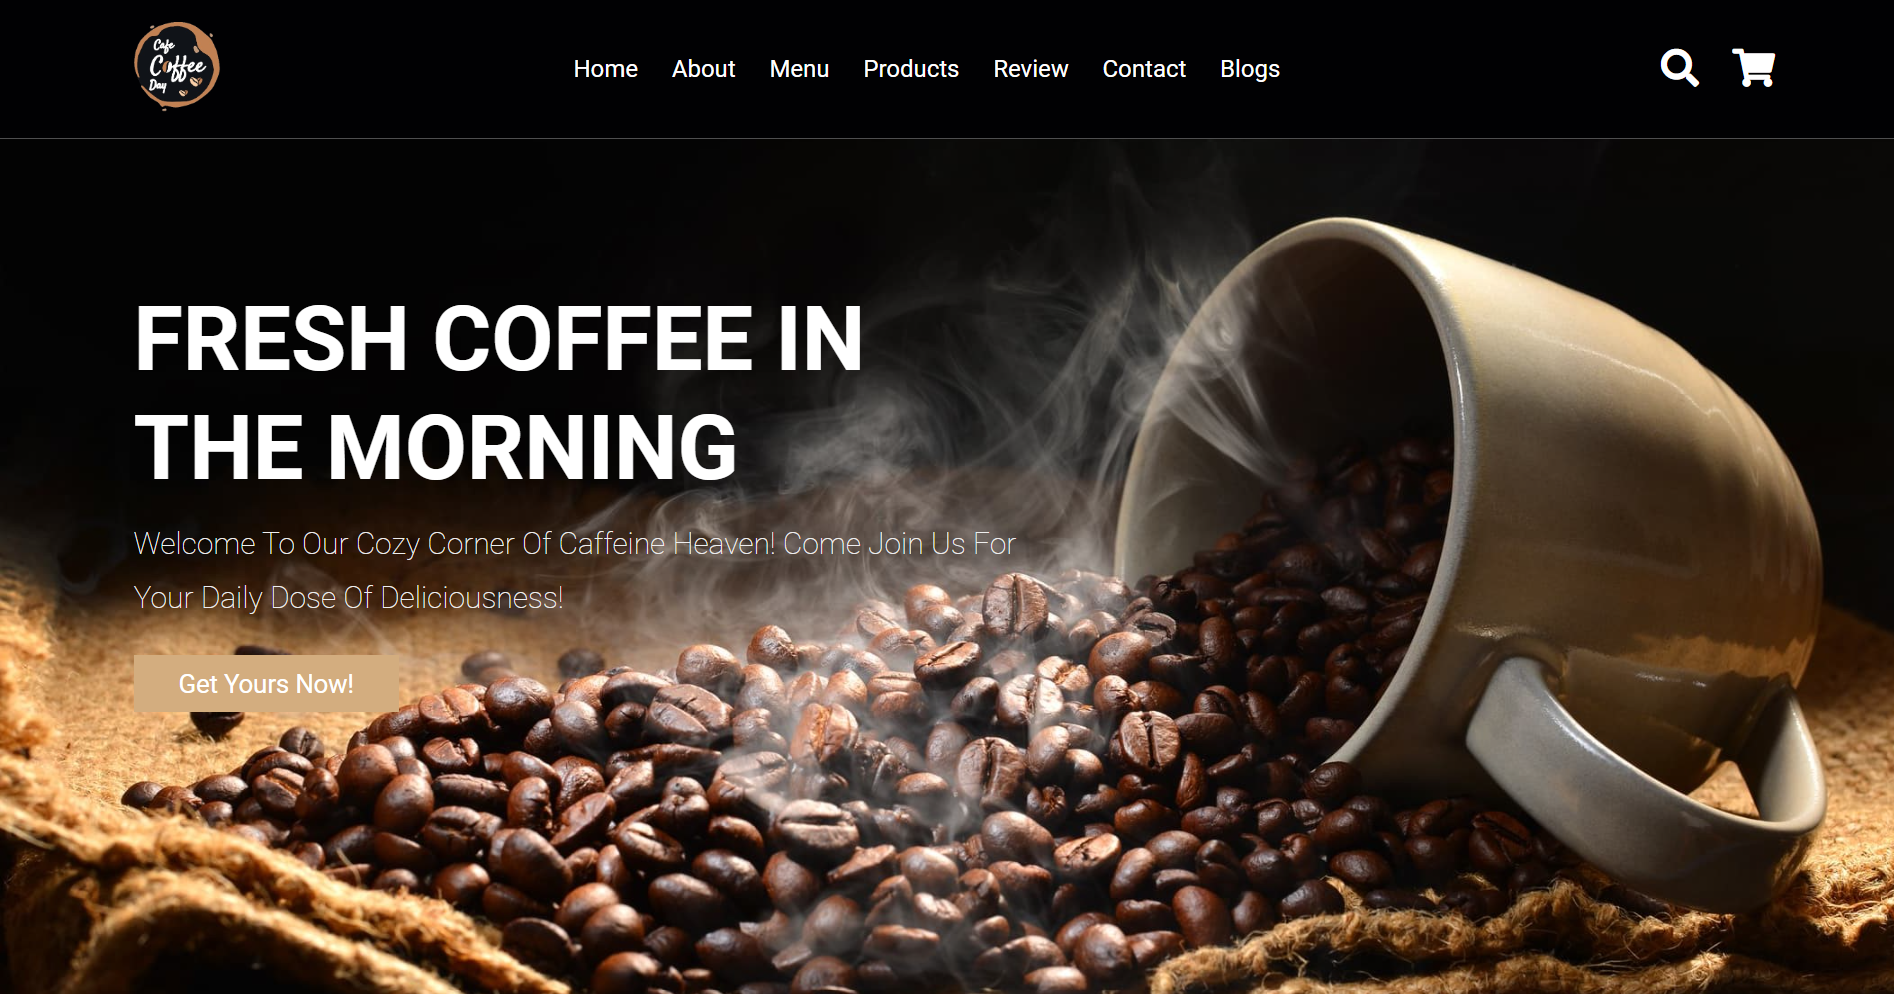 Cafe
Coffee
Day
Home About Menu Products Review Contact Blogs
FRESH COFFEE IN
THE MORNING
Welcome To Our Cozy Corner Of Caffeine Heaven! Come Join Us For
Your Daily Dose Of Deliciousness!
Get Yours Now!